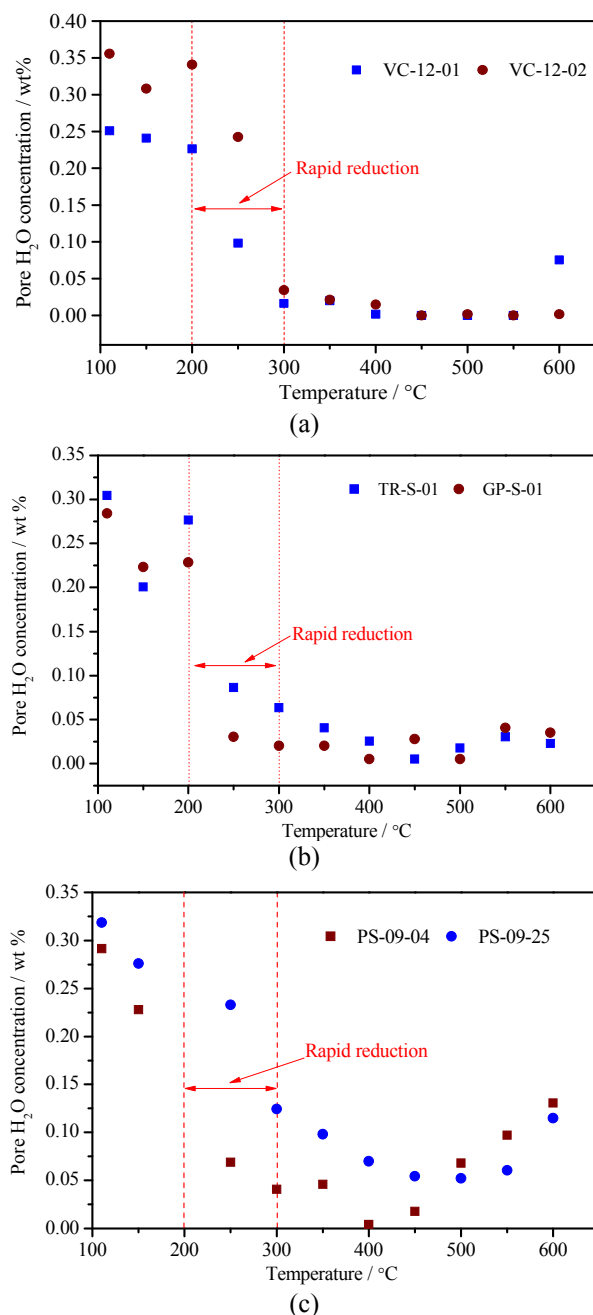 0.40
0.35
0.30
0.25
0.20
0.15
0.10
0.05
0.00
Pore H₂O concentration / wt%
VC-12-01 VC-12-02
Rapid reduction
100 200 300 400 500 600
Temperature / °C
(a)
0.35
0.30
0.25
0.20
0.15
0.10
0.05
0.00
Pore H₂O concentration / wt %
TR-S-01 GP-S-01
Rapid reduction
100 200 300 400 500 600
Temperature / °C
(b)
0.35
0.30
0.25
0.20
0.15
0.10
0.05
0.00
Pore H₂O concentration / wt %
PS-09-04 PS-09-25
Rapid reduction
100 200 300 400 500 600
Temperature / °C
(c)